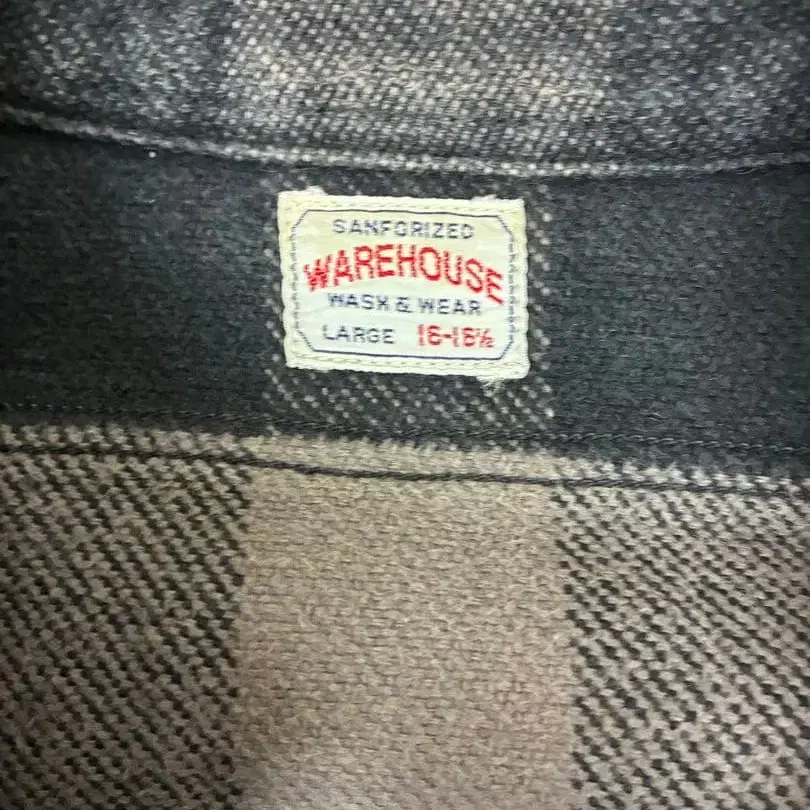 SANFORIZED
WAREHOUSE
WASH & WEAR
LARGE 16-16½